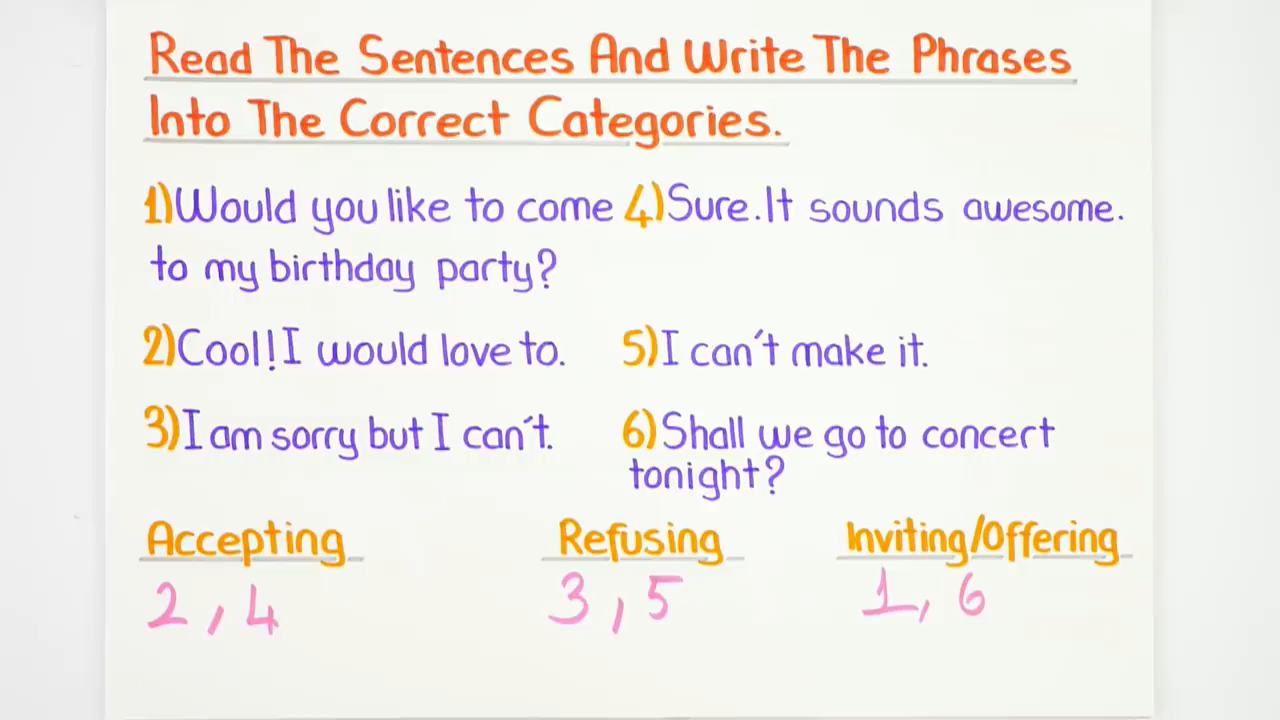 Read The Sentences And Write The Phrases
Into The Correct Categories.
1)Would you like to come
to my birthday party?
4)Sure.It sounds awesome.
2)Cool!I would love to.
5)I can't make it.
3)I am sorry but I can't.
6)Shall we go to concert
tonight?
Accepting
2, 4
Refusing
3, 5
Inviting/Offering
1, 6